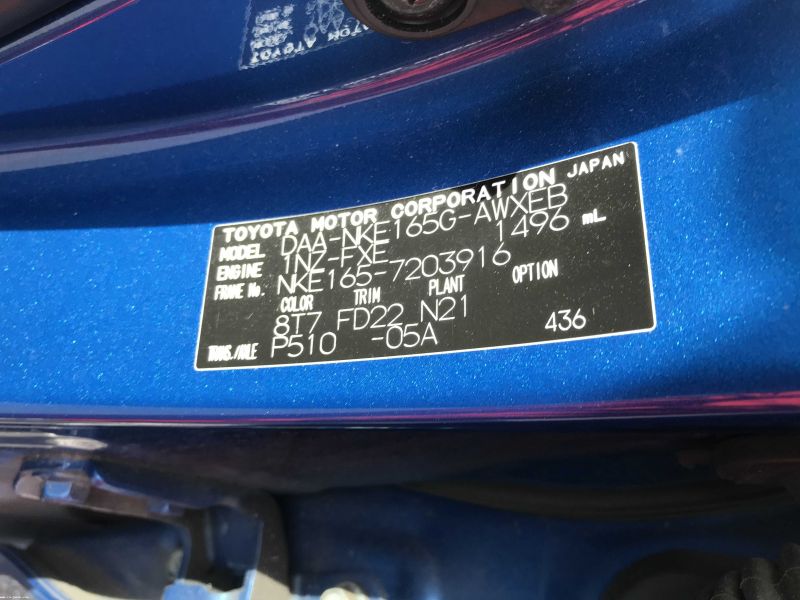 TOYOTA MOTOR CORPORATION JAPAN
MODEL DAA-NKE165G-AWXEB
ENGINE 1NZ-FXE 1496 mL
FRAME No. NKE165-7203916
COLOR TRIM PLANT OPTION
8T7 FD22 N21
TRANS./AXLE P510 -05A 436